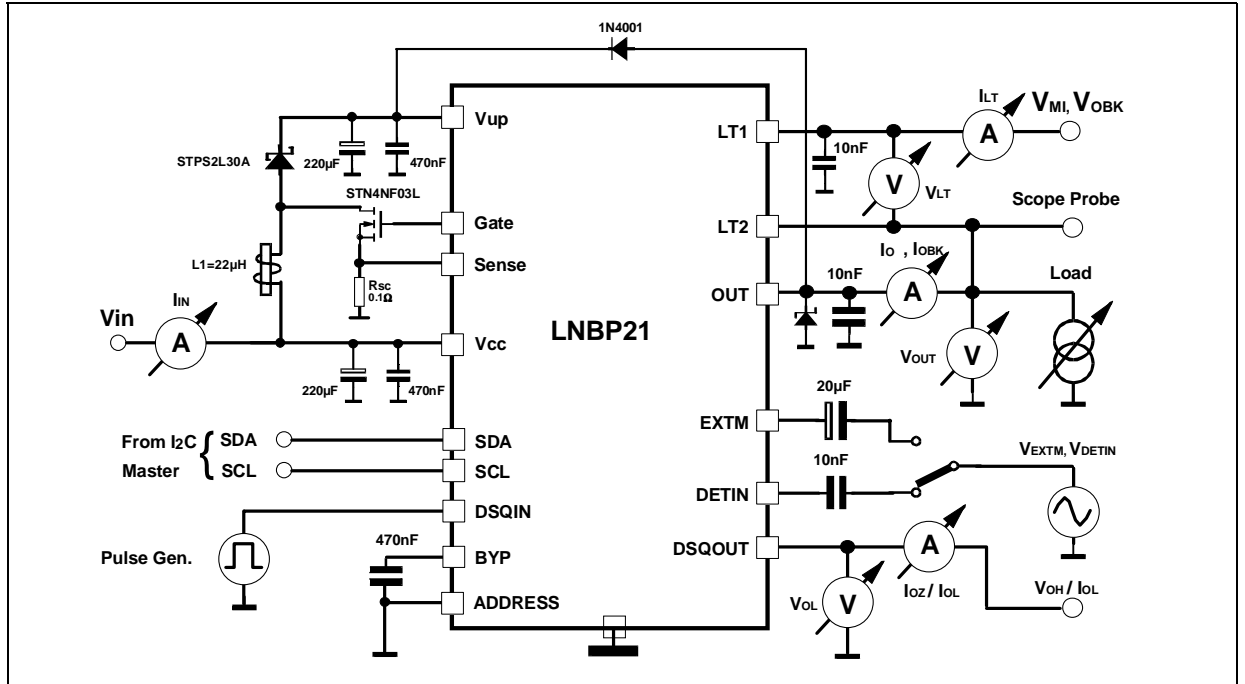 1N4001
Vup
LT1
ILT
VMI, VOBK
A
10nF
STPS2L30A
220µF
470nF
V
VLT
STN4NF03L
Scope Probe
Gate
LT2
L1=22µH
Sense
IO , IOBK
Load
RSC
0.1Ω
10nF
OUT
A
IIN
Vin
A
Vcc
LNBP21
VOUT
V
220µF
470nF
20µF
EXTM
From I2C
Master
{
SDA
SCL
SDA
SCL
VEXTM, VDETIN
10nF
DETIN
DSQIN
Pulse Gen.
470nF
BYP
DSQOUT
A
ADDRESS
VOL
V
IOZ / IOL
VOH / IOL